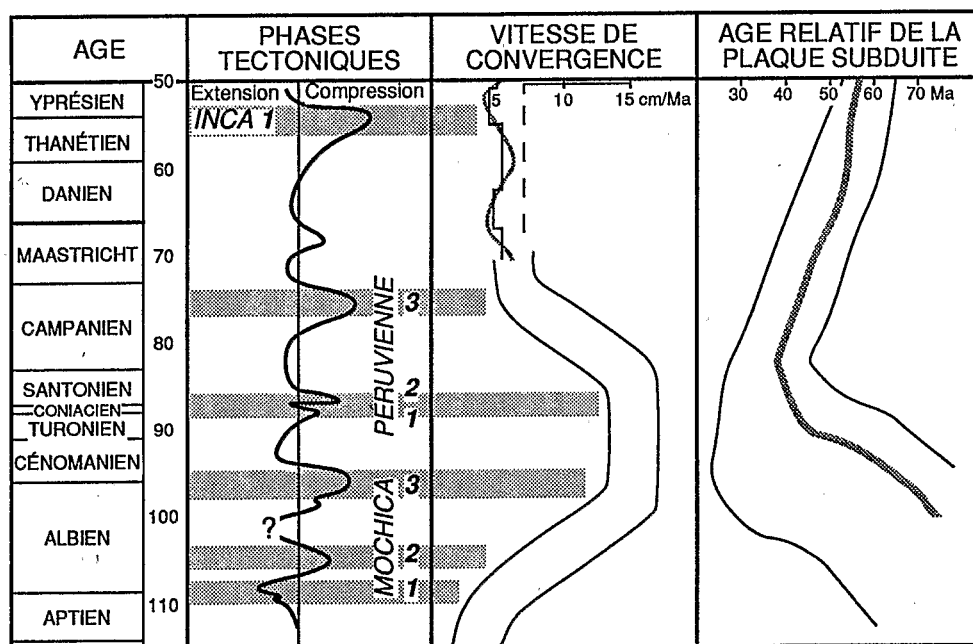 AGE
PHASES
TECTONIQUES
VITESSE DE
CONVERGENCE
AGE RELATIF DE LA
PLAQUE SUBDUITE
50
Extension
Compression
5
10
15 cm/Ma
30
40
50
60
70 Ma
YPRÉSIEN
INCA 1
THANÉTIEN
60
DANIEN
MAASTRICHT
70
CAMPANIEN
80
PÉRUVIENNE
3
SANTONIEN
2
CONIACIEN
1
TURONIEN
90
CÉNOMANIEN
3
MOCHICA
100
?
ALBIEN
2
1
110
APTIEN